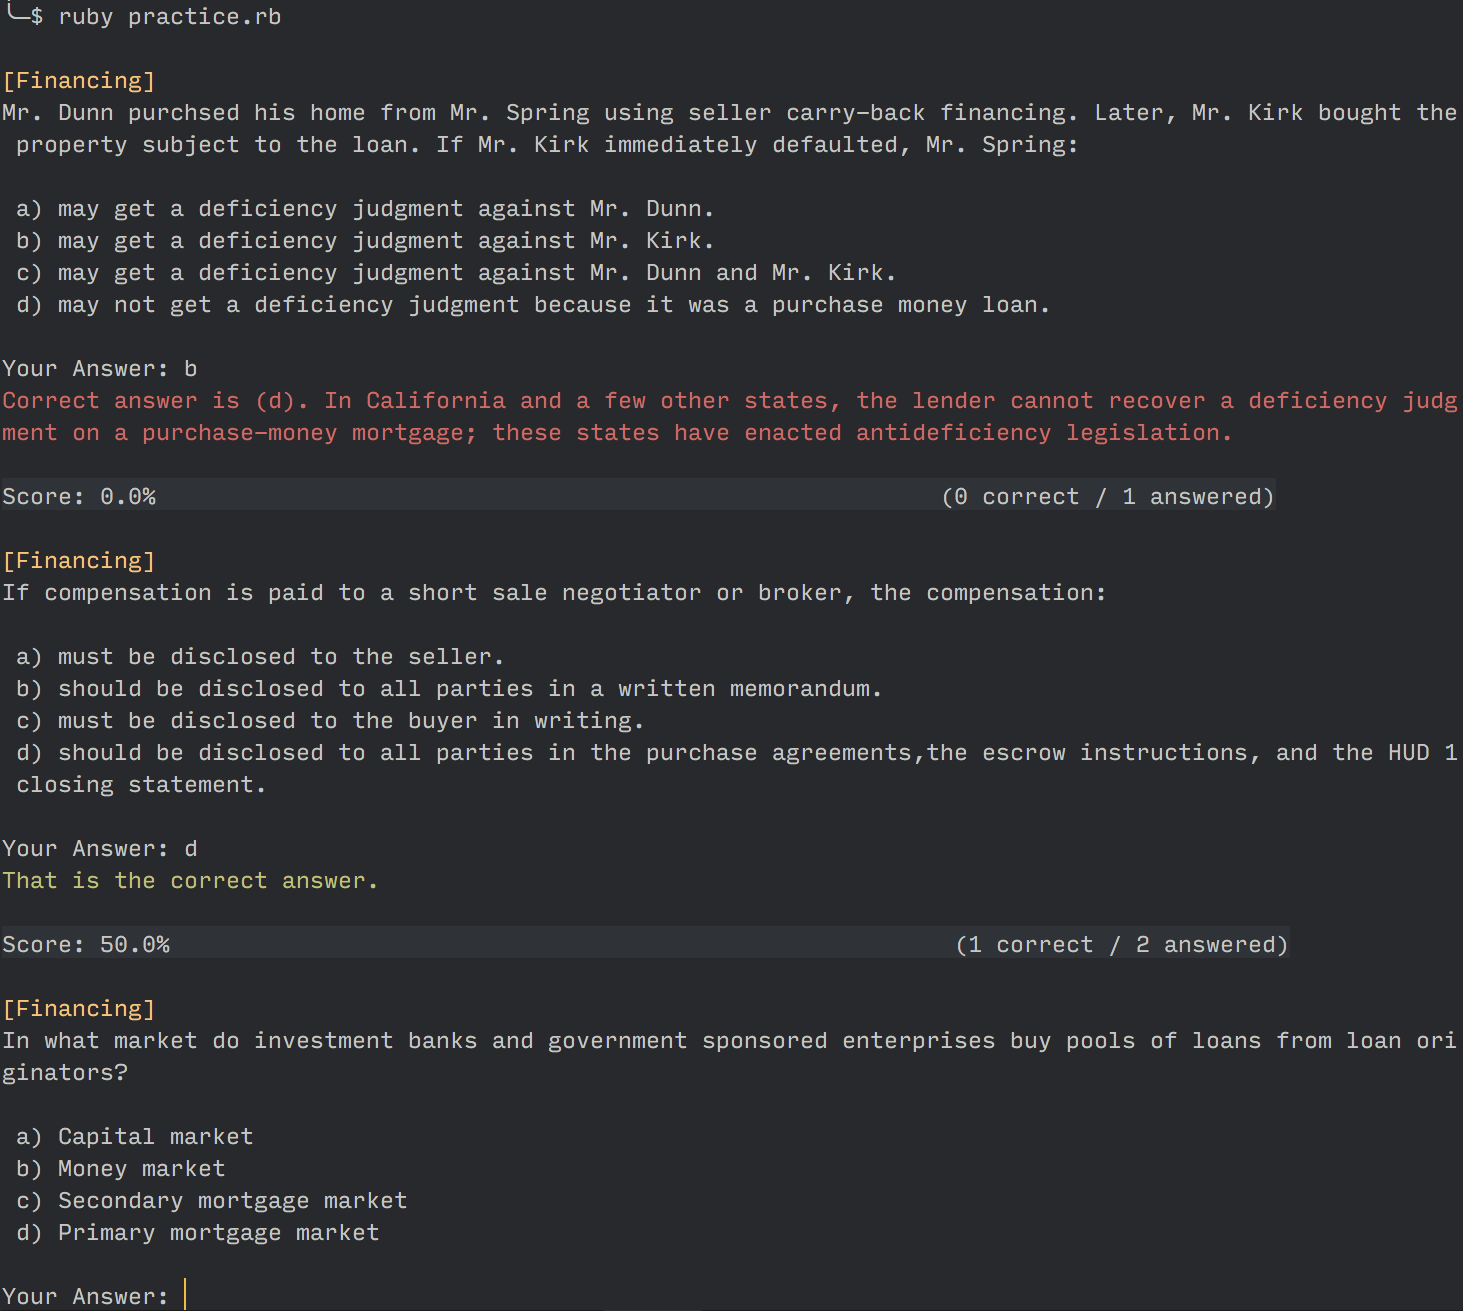 ╰─$ ruby practice.rb
[Financing]
Mr. Dunn purchsed his home from Mr. Spring using seller carry-back financing. Later, Mr. Kirk bought the
property subject to the loan. If Mr. Kirk immediately defaulted, Mr. Spring:
a) may get a deficiency judgment against Mr. Dunn.
b) may get a deficiency judgment against Mr. Kirk.
c) may get a deficiency judgment against Mr. Dunn and Mr. Kirk.
d) may not get a deficiency judgment because it was a purchase money loan.
Your Answer: b
Correct answer is (d). In California and a few other states, the lender cannot recover a deficiency judg
ment on a purchase-money mortgage; these states have enacted antideficiency legislation.
Score: 0.0% (0 correct / 1 answered)
[Financing]
If compensation is paid to a short sale negotiator or broker, the compensation:
a) must be disclosed to the seller.
b) should be disclosed to all parties in a written memorandum.
c) must be disclosed to the buyer in writing.
d) should be disclosed to all parties in the purchase agreements,the escrow instructions, and the HUD 1
closing statement.
Your Answer: d
That is the correct answer.
Score: 50.0% (1 correct / 2 answered)
[Financing]
In what market do investment banks and government sponsored enterprises buy pools of loans from loan ori
ginators?
a) Capital market
b) Money market
c) Secondary mortgage market
d) Primary mortgage market
Your Answer: